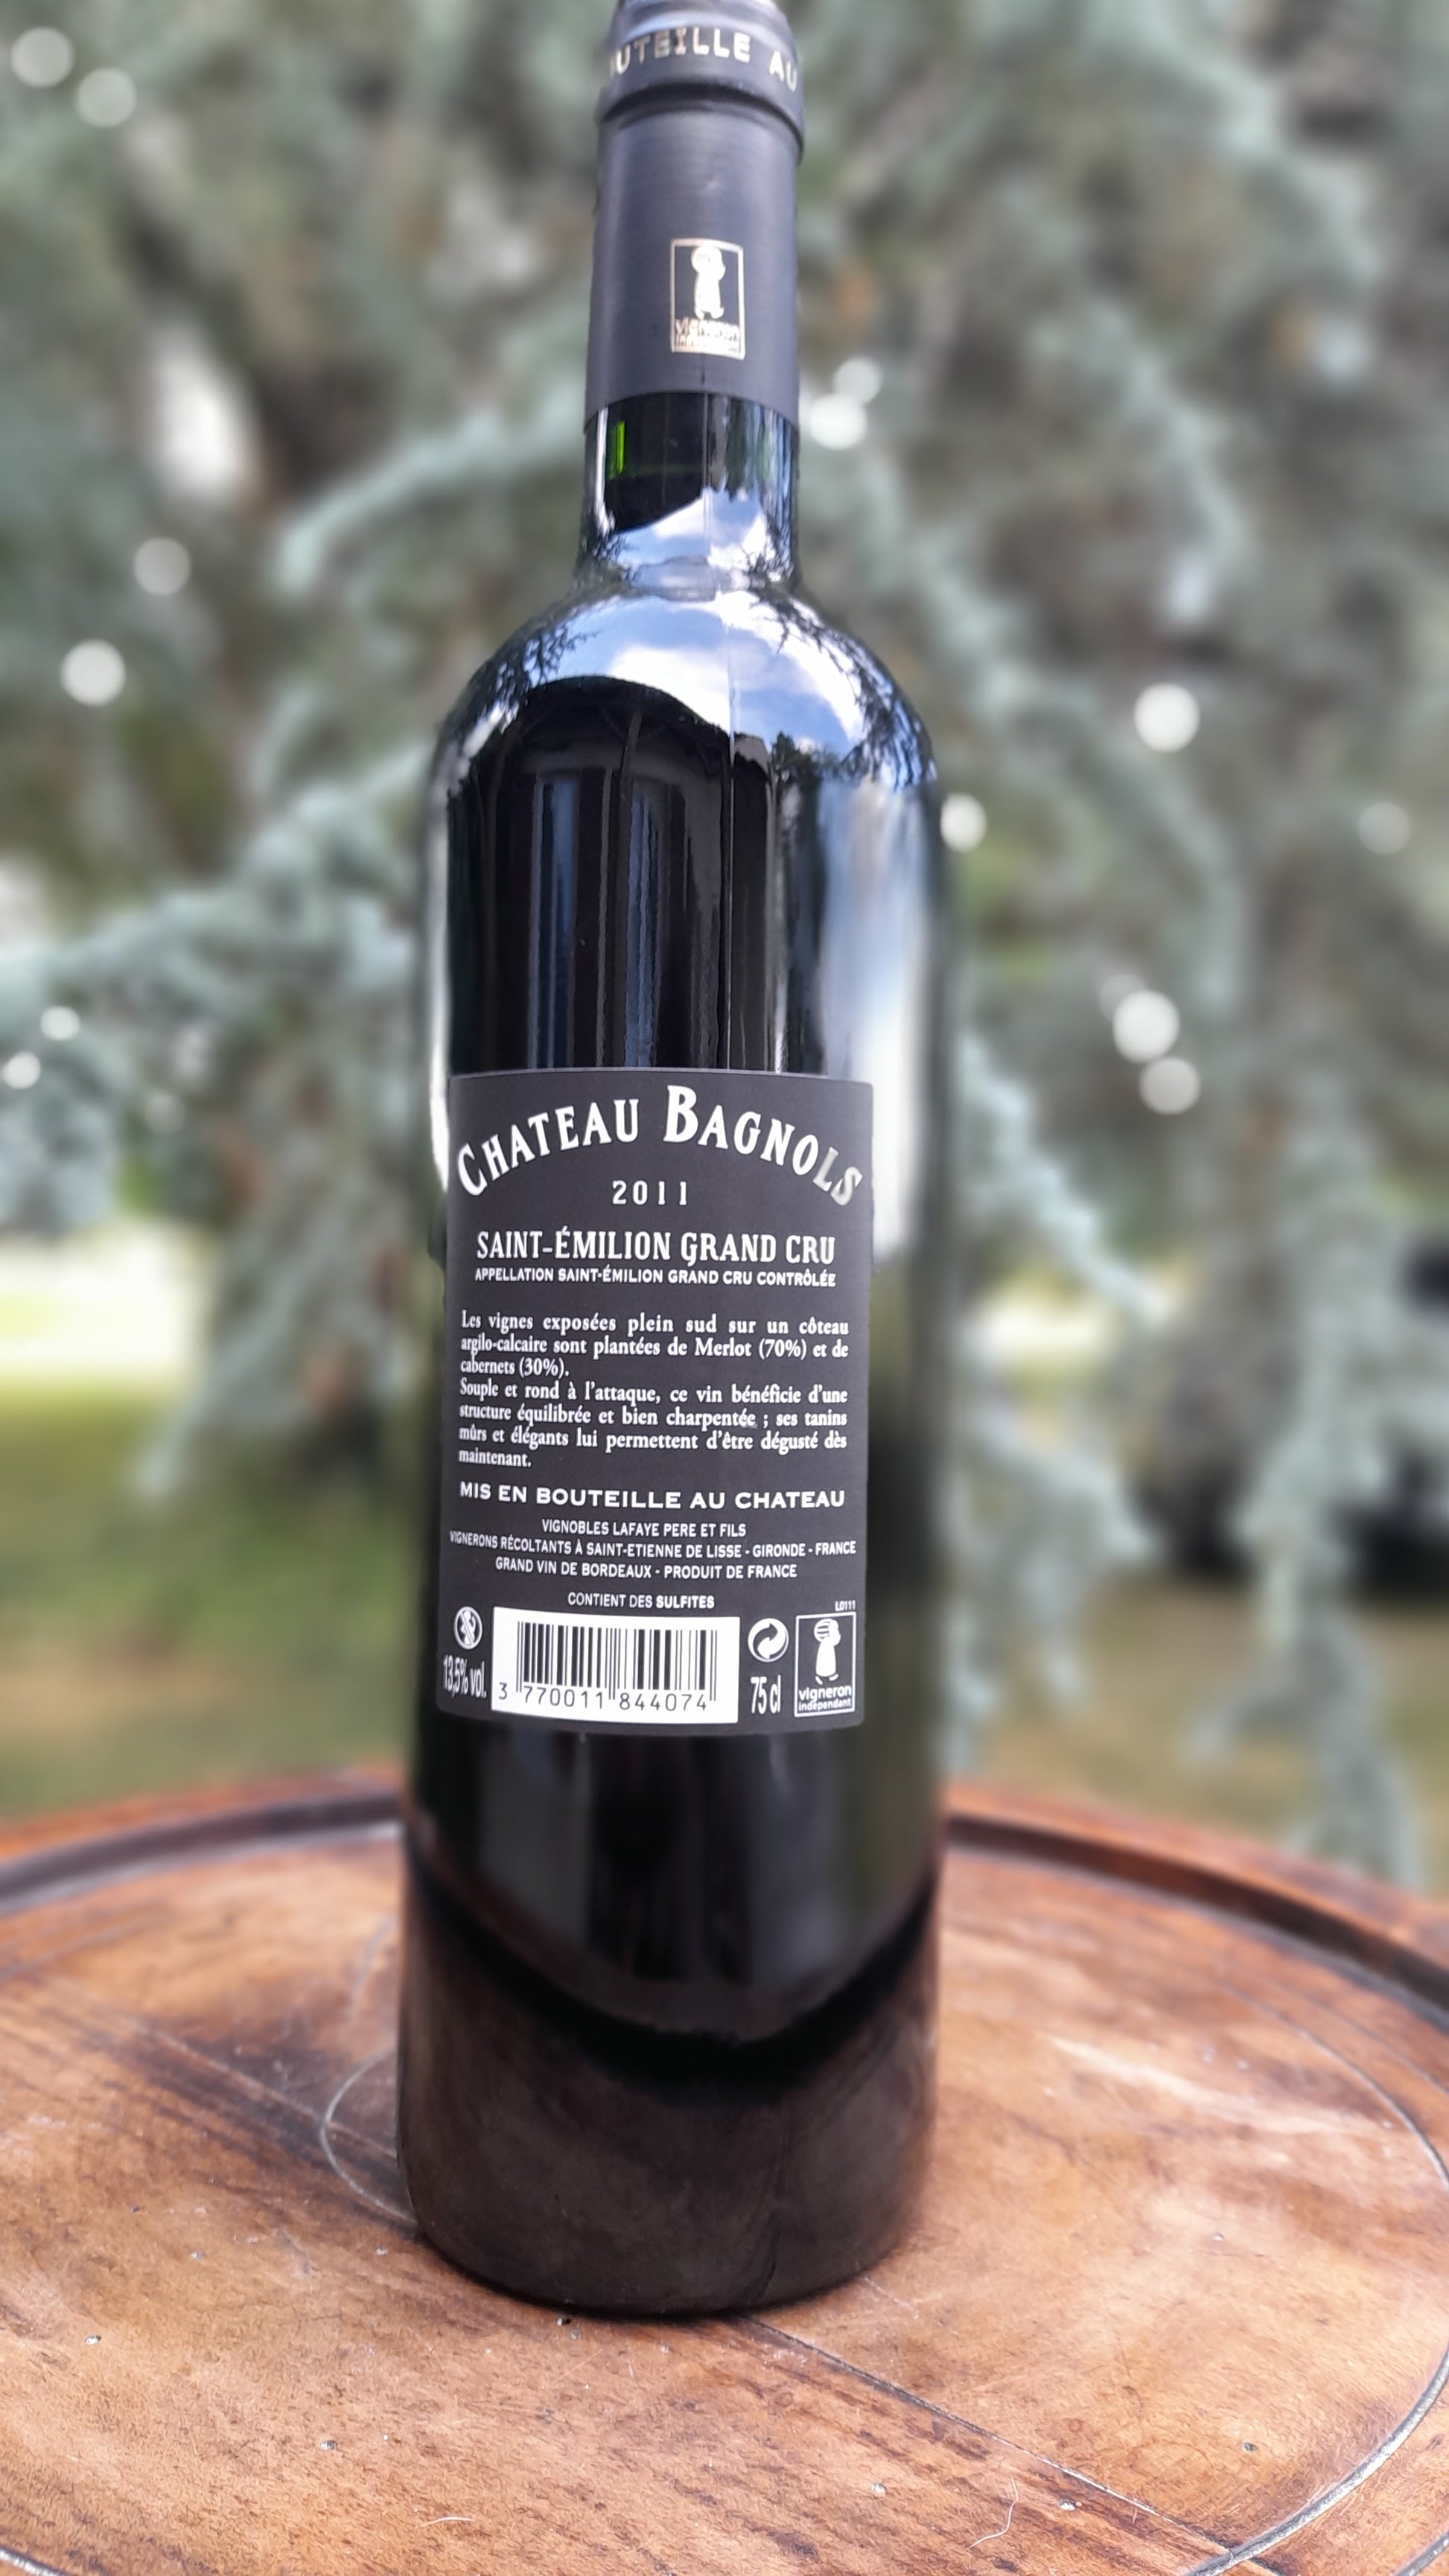 OUTEILLE AU
vigneron
CHATEAU BAGNOLS
2011
SAINT-ÉMILION GRAND CRU
APPELLATION SAINT-ÉMILION GRAND CRU CONTRÔLÉE
Les vignes exposées plein sud sur un côteau
argilo-calcaire sont plantées de Merlot (70%) et de
cabernets (30%).
Souple et rond à l'attaque, ce vin bénéficie d'une
structure équilibrée et bien charpentée ; ses tanins
mûrs et élégants lui permettent d'être dégusté dès
maintenant.
MIS EN BOUTEILLE AU CHATEAU
VIGNOBLES LAFAYE PERE ET FILS
VIGNERONS RÉCOLTANTS À SAINT-ETIENNE DE LISSE - GIRONDE - FRANCE
GRAND VIN DE BORDEAUX - PRODUIT DE FRANCE
CONTIENT DES SULFITES
L0111
13,5% vol.
3 770011 844074
75 cl
vigneron
indépendant